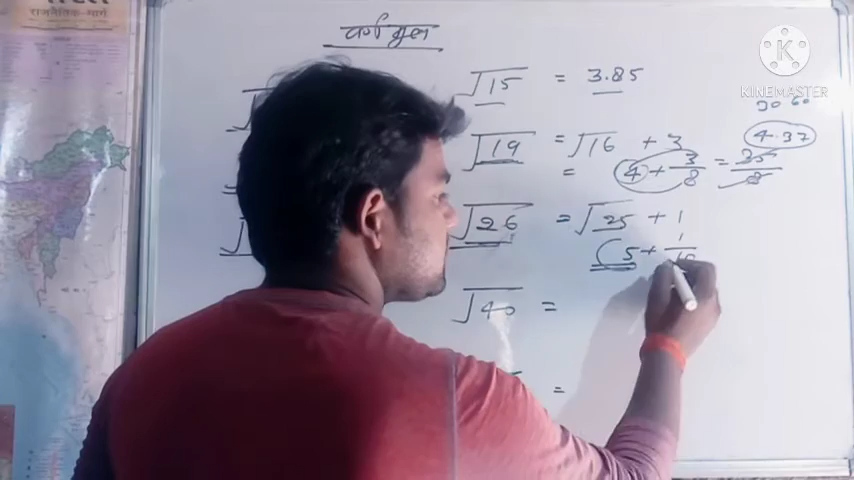 राजनैतिक मार्ग
वर्ग मूल
KINEMASTER
√15 = 3.85
√19 = √16 + 3
4.37
= 4 + 3/8 = 35/8
√26 = √25 + 1
(5 + 1/10
√40 =
=